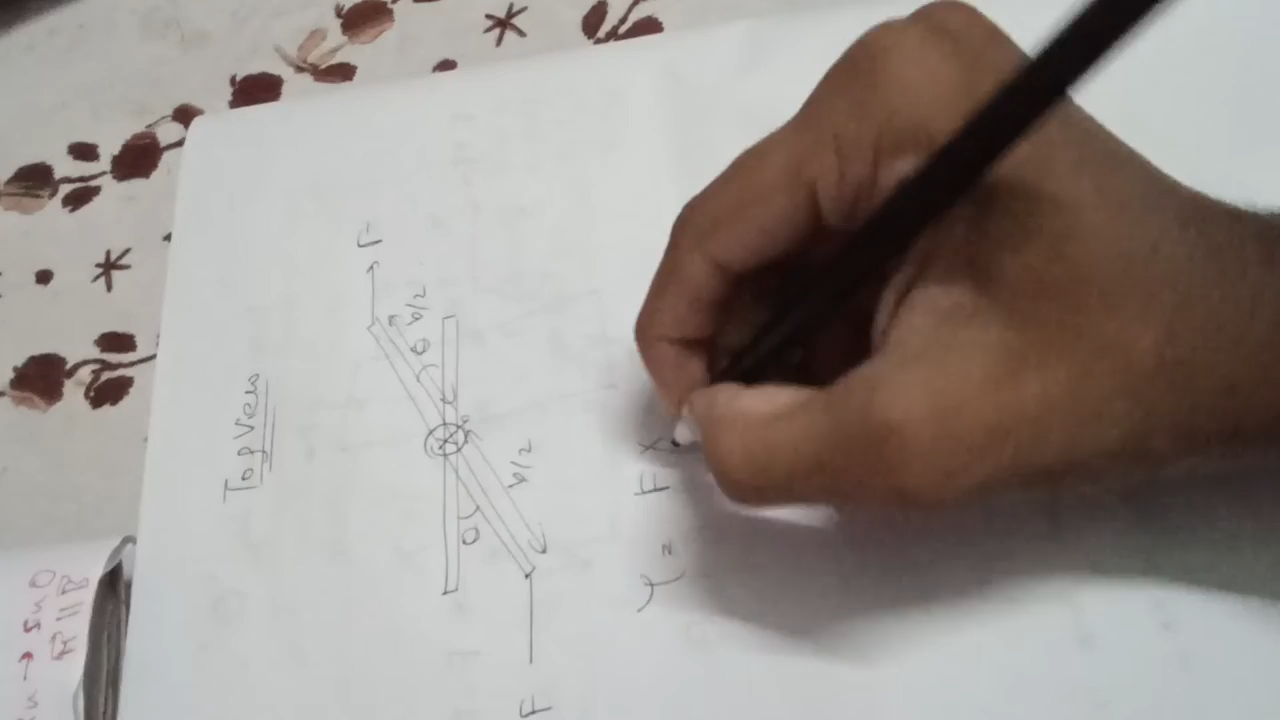 Top View
F
b/2
θ
b/2
θ
F
τ = F ×